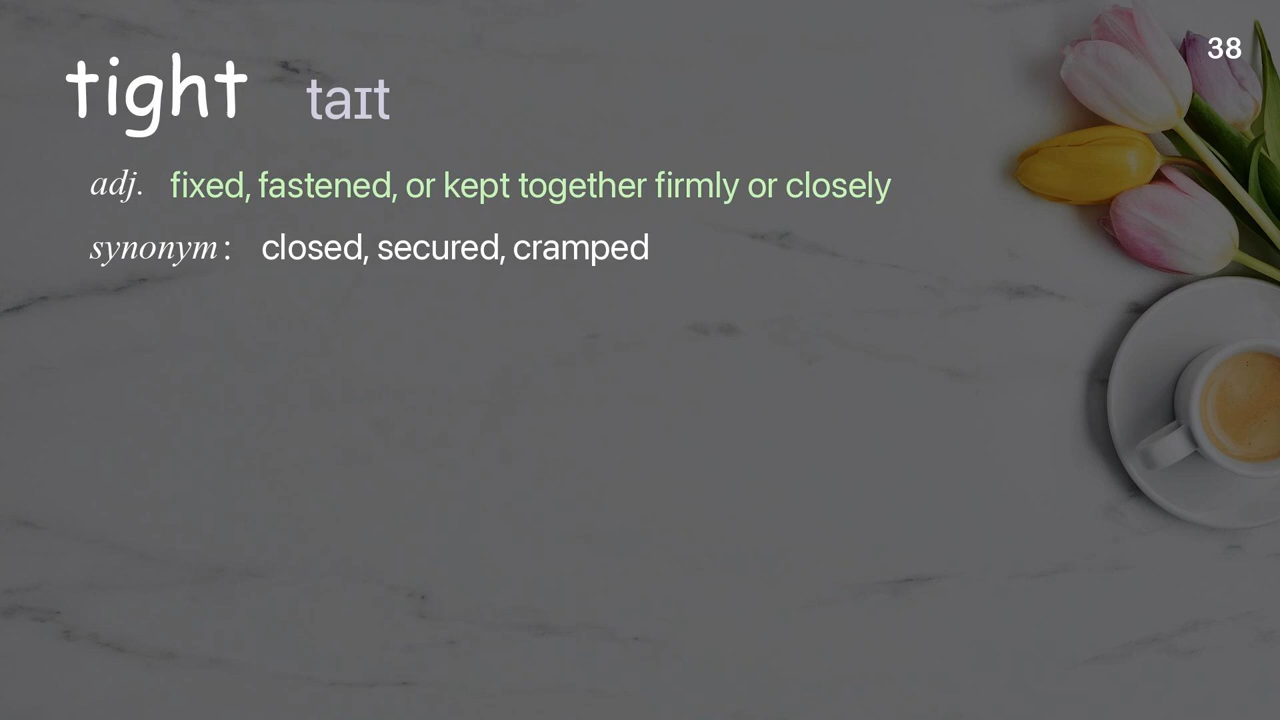 38
tight taɪt
adj. fixed, fastened, or kept together firmly or closely
synonym: closed, secured, cramped